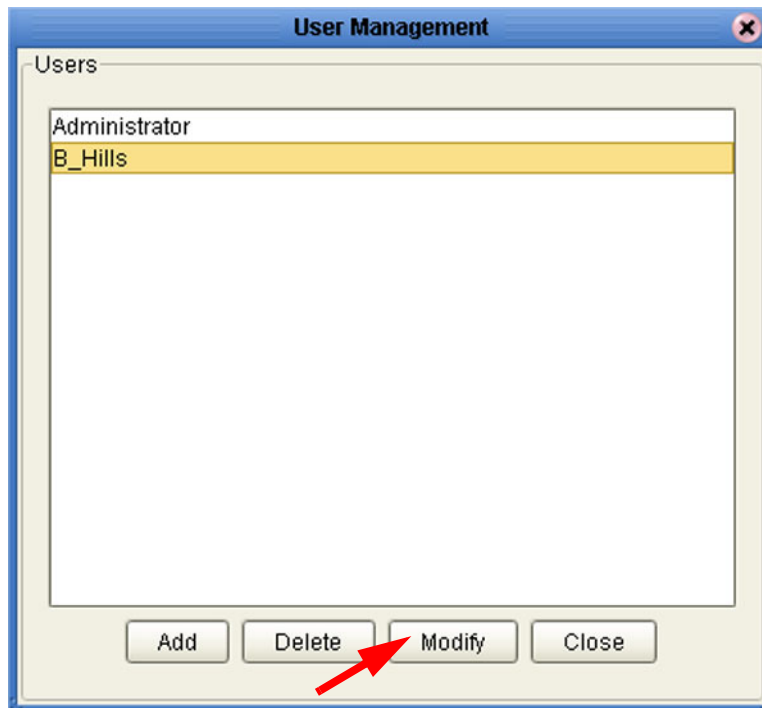 User Management
Users
Administrator
B_Hills
Add Delete Modify Close